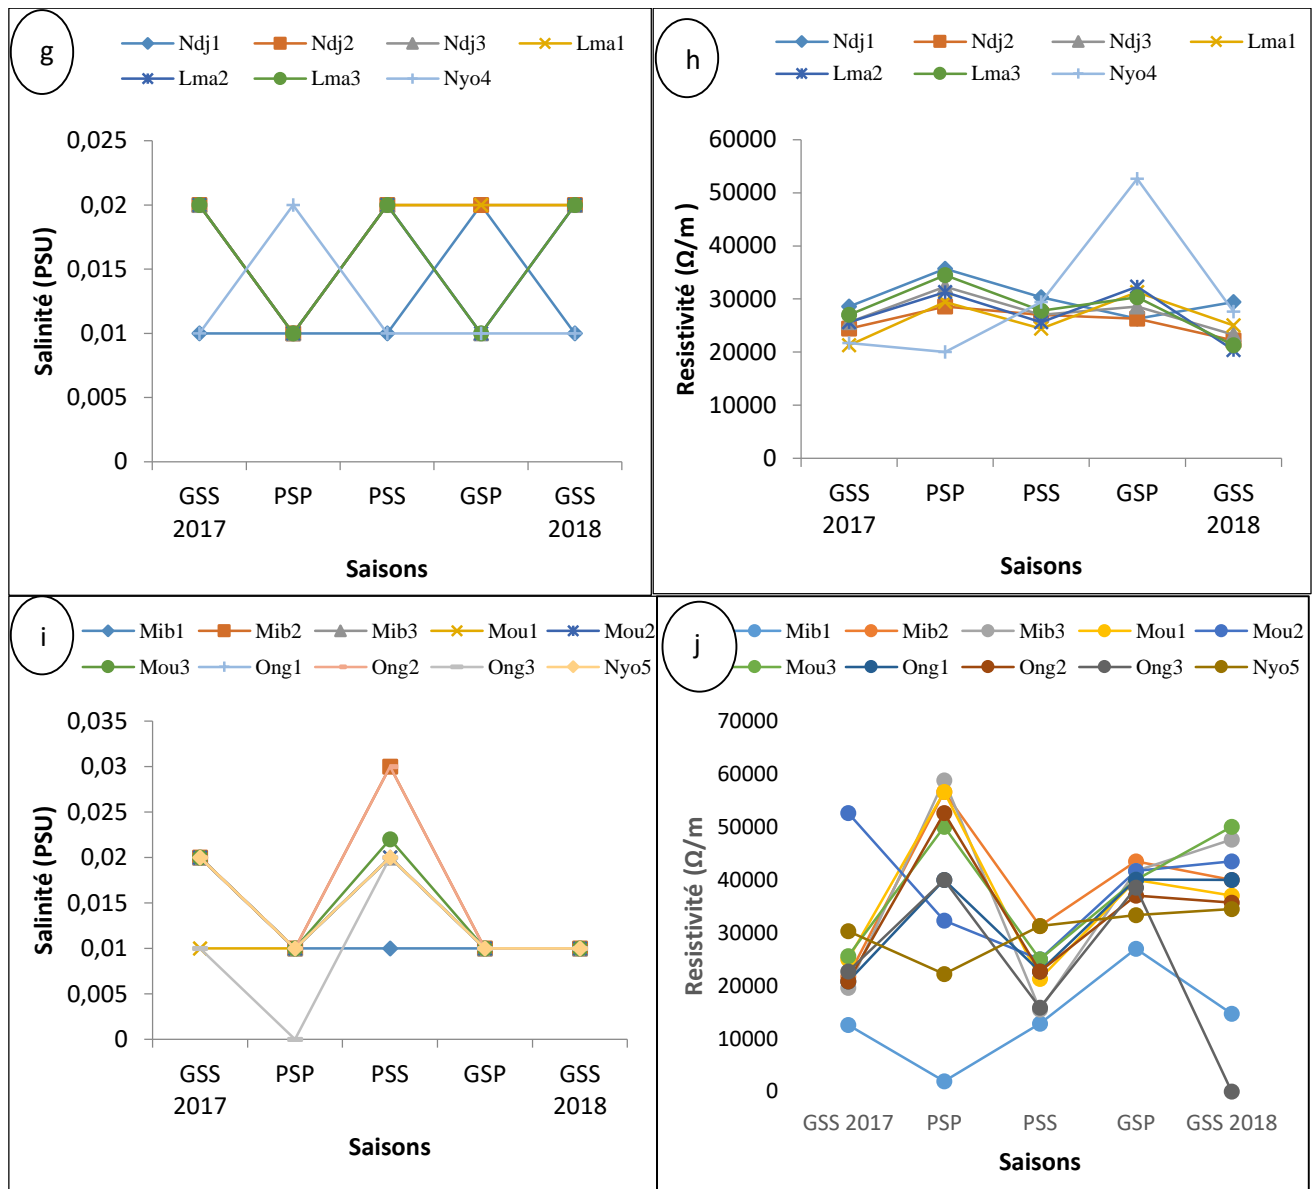 g
Ndj1 Ndj2 Ndj3 Lma1
Lma2 Lma3 Nyo4
Salinité (PSU)
0,025
0,02
0,015
0,01
0,005
0
GSS 2017 PSP PSS GSP GSS 2018
Saisons
h
Ndj1 Ndj2 Ndj3 Lma1
Lma2 Lma3 Nyo4
Resistivité (Ω/m )
60000
50000
40000
30000
20000
10000
0
GSS 2017 PSP PSS GSP GSS 2018
Saisons
i
Mib1 Mib2 Mib3 Mou1 Mou2
Mou3 Ong1 Ong2 Ong3 Nyo5
Salinité (PSU)
0,035
0,03
0,025
0,02
0,015
0,01
0,005
0
GSS 2017 PSP PSS GSP GSS 2018
Saisons
j
Mib1 Mib2 Mib3 Mou1 Mou2
Mou3 Ong1 Ong2 Ong3 Nyo5
Resistivité (Ω/m
70000
60000
50000
40000
30000
20000
10000
0
GSS 2017 PSP PSS GSP GSS 2018
Saisons